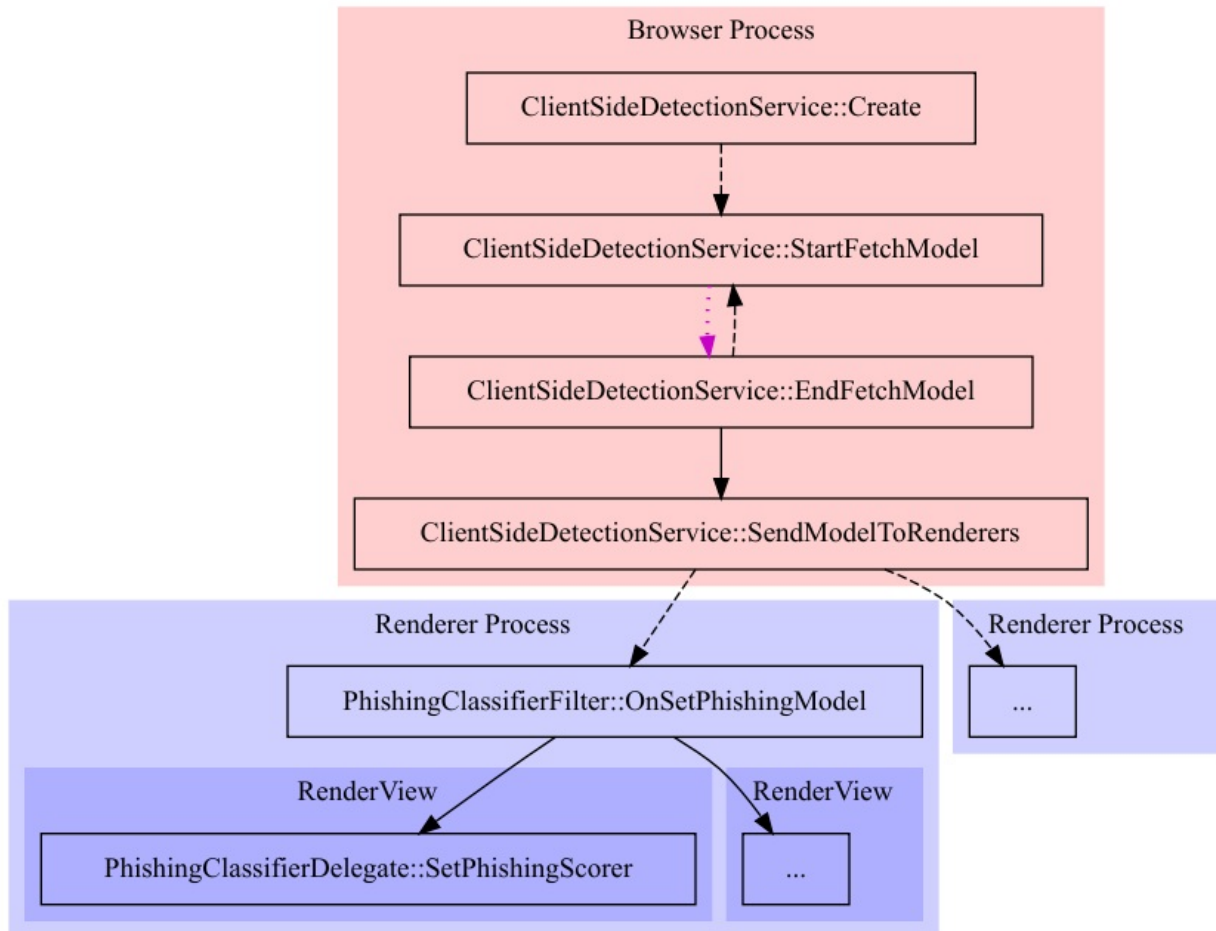 Browser Process
ClientSideDetectionService::Create
ClientSideDetectionService::StartFetchModel
ClientSideDetectionService::EndFetchModel
ClientSideDetectionService::SendModelToRenderers
Renderer Process
Renderer Process
PhishingClassifierFilter::OnSetPhishingModel
...
RenderView
RenderView
PhishingClassifierDelegate::SetPhishingScorer
...